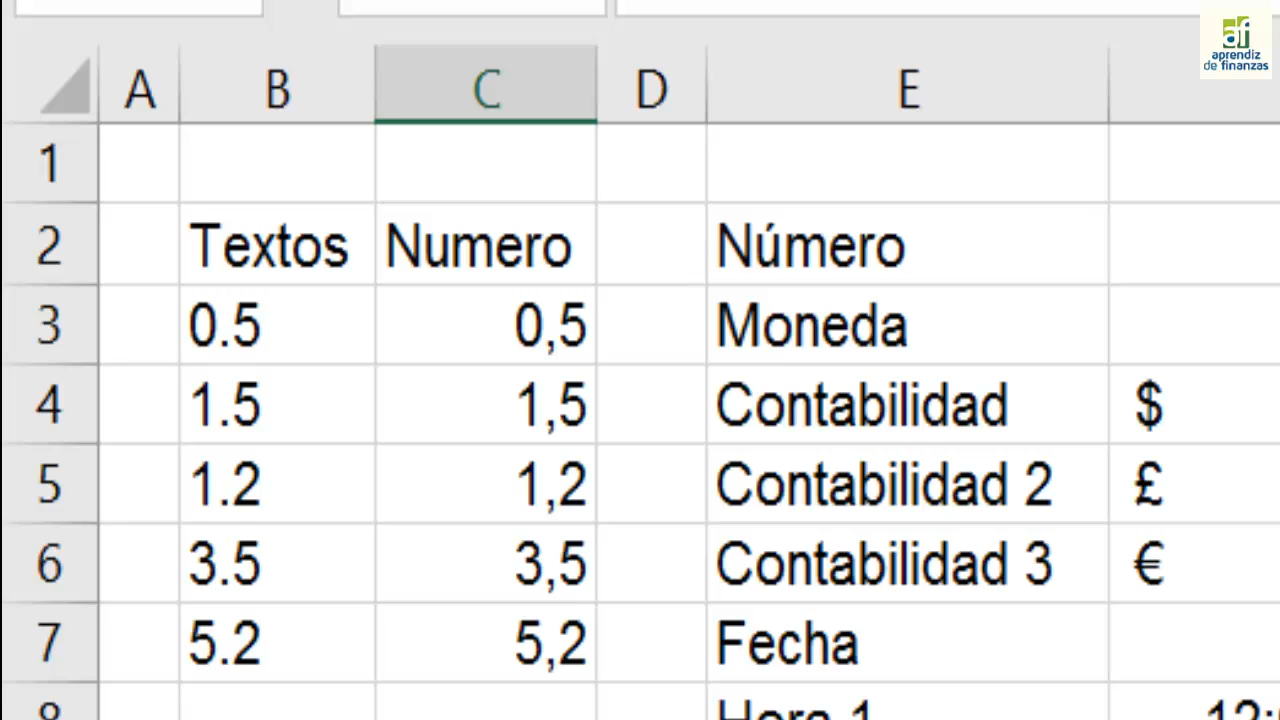 af
aprendiz
de finanzas
A B C D E
1
2 Textos Numero Número
3 0.5 0,5 Moneda
4 1.5 1,5 Contabilidad $
5 1.2 1,2 Contabilidad 2 £
6 3.5 3,5 Contabilidad 3 €
7 5.2 5,2 Fecha
8 Hora 1